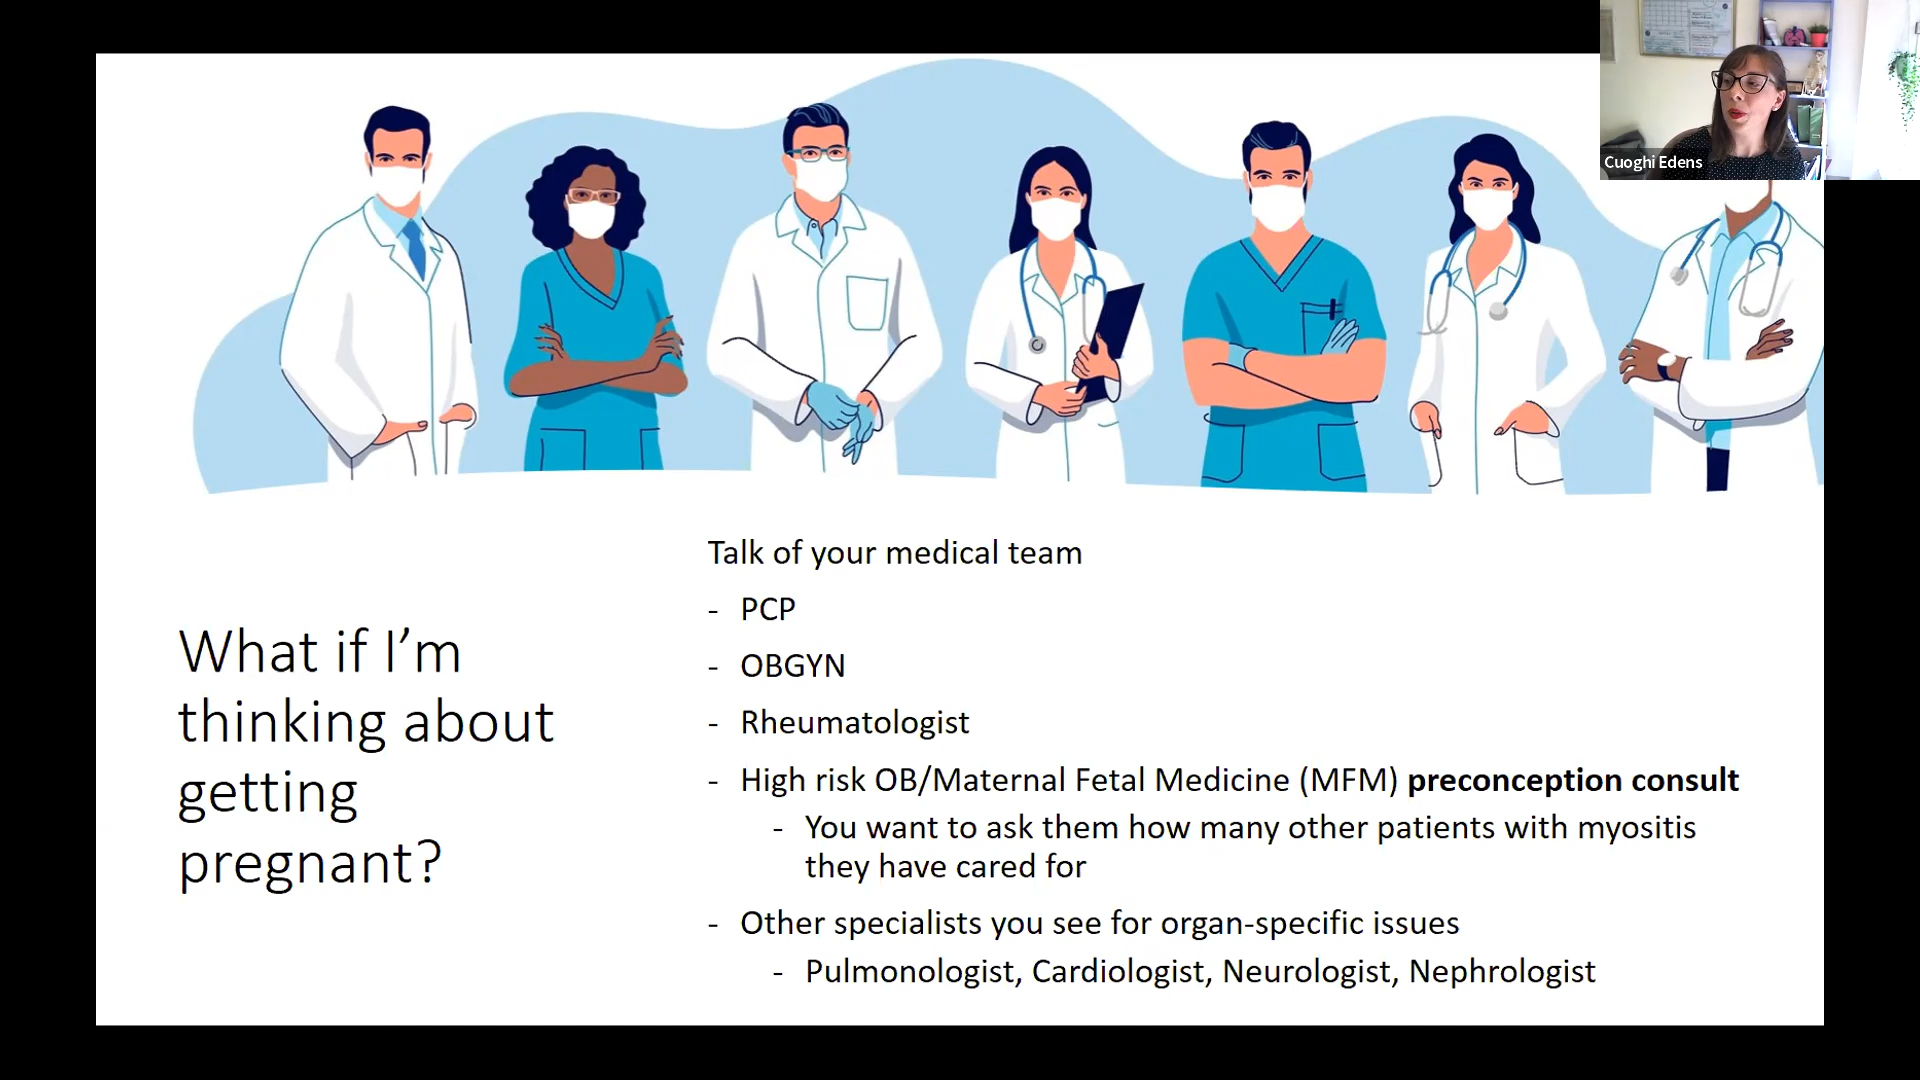 Cuoghi Edens
What if I’m
thinking about
getting
pregnant?
Talk of your medical team
- PCP
- OBGYN
- Rheumatologist
- High risk OB/Maternal Fetal Medicine (MFM) preconception consult
- You want to ask them how many other patients with myositis
they have cared for
- Other specialists you see for organ-specific issues
- Pulmonologist, Cardiologist, Neurologist, Nephrologist